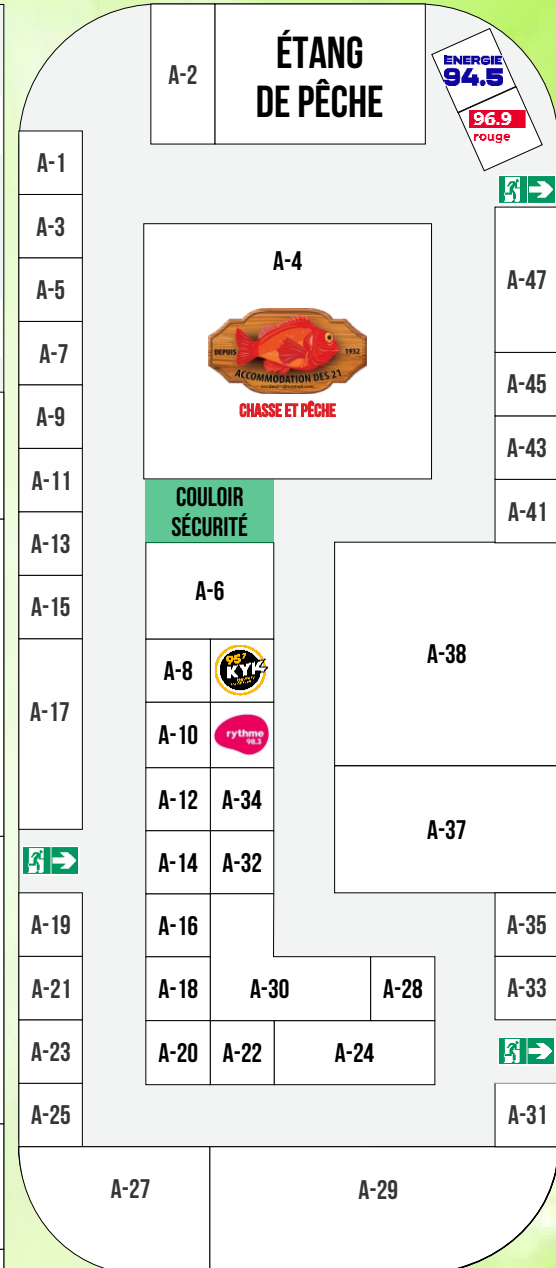 A-2
ÉTANG
DE PÊCHE
ENERGIE
94.5
96.9
rouge
A-1
A-3
A-5
A-7
A-9
A-11
A-13
A-15
A-17
A-4
DEPUIS
1932
ACCOMMODATION DES 21
CHASSE ET PÊCHE
COULOIR
SÉCURITÉ
A-6
A-8
95.7
KYK
A-10
rythme
98.3
A-12
A-34
A-14
A-32
A-16
A-18
A-30
A-28
A-20
A-22
A-24
A-47
A-45
A-43
A-41
A-38
A-37
A-35
A-33
A-31
A-19
A-21
A-23
A-25
A-27
A-29